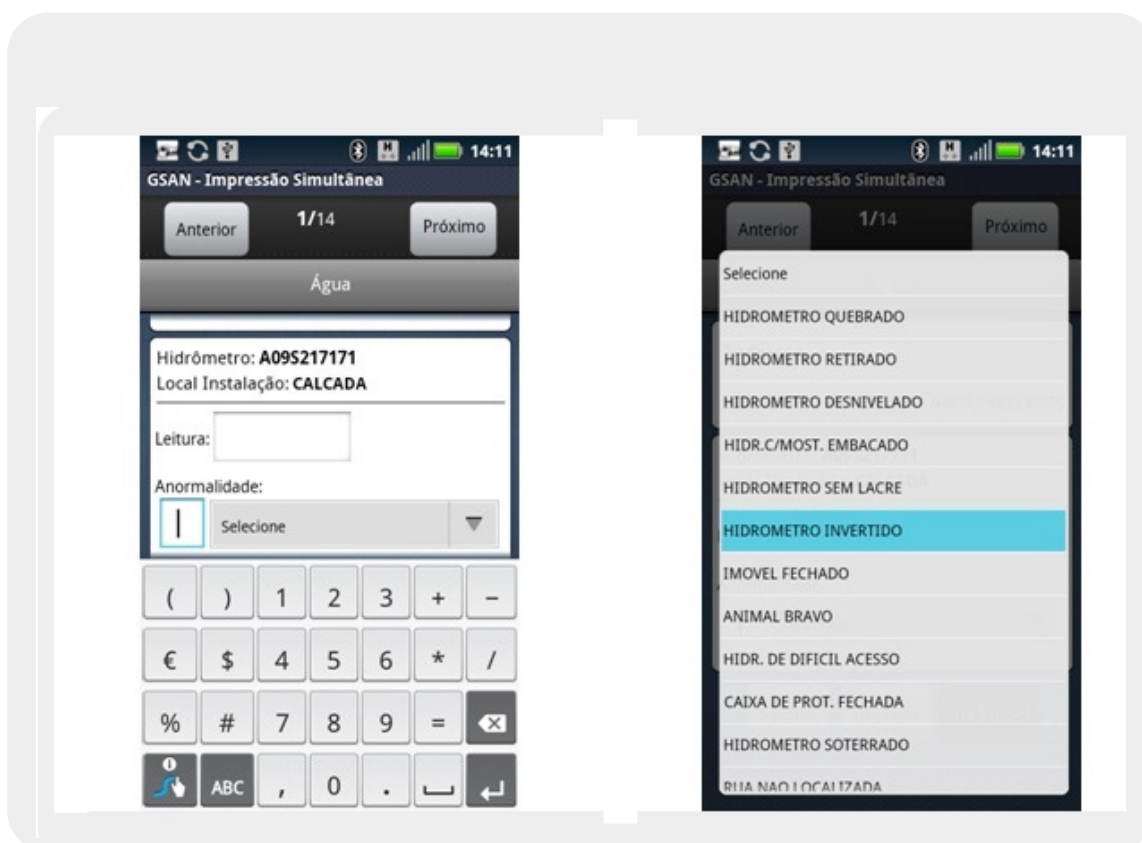 14:11
GSAN - Impressão Simultânea
Anterior 1/14 Próximo
Água
Hidrômetro: A09S217171
Local Instalação: CALCADA
Leitura:
Anormalidade:
Selecione
( ) 1 2 3 + -
€ $ 4 5 6 * /
% # 7 8 9 =
ABC , 0 .
14:11
GSAN - Impressão Simultânea
Anterior 1/14 Próximo
Selecione
HIDROMETRO QUEBRADO
HIDROMETRO RETIRADO
HIDROMETRO DESNIVELADO
HIDR.C/MOST. EMBACADO
HIDROMETRO SEM LACRE
HIDROMETRO INVERTIDO
IMOVEL FECHADO
ANIMAL BRAVO
HIDR. DE DIFICIL ACESSO
CAIXA DE PROT. FECHADA
HIDROMETRO SOTERRADO
RUA NAO LOCALIZADA